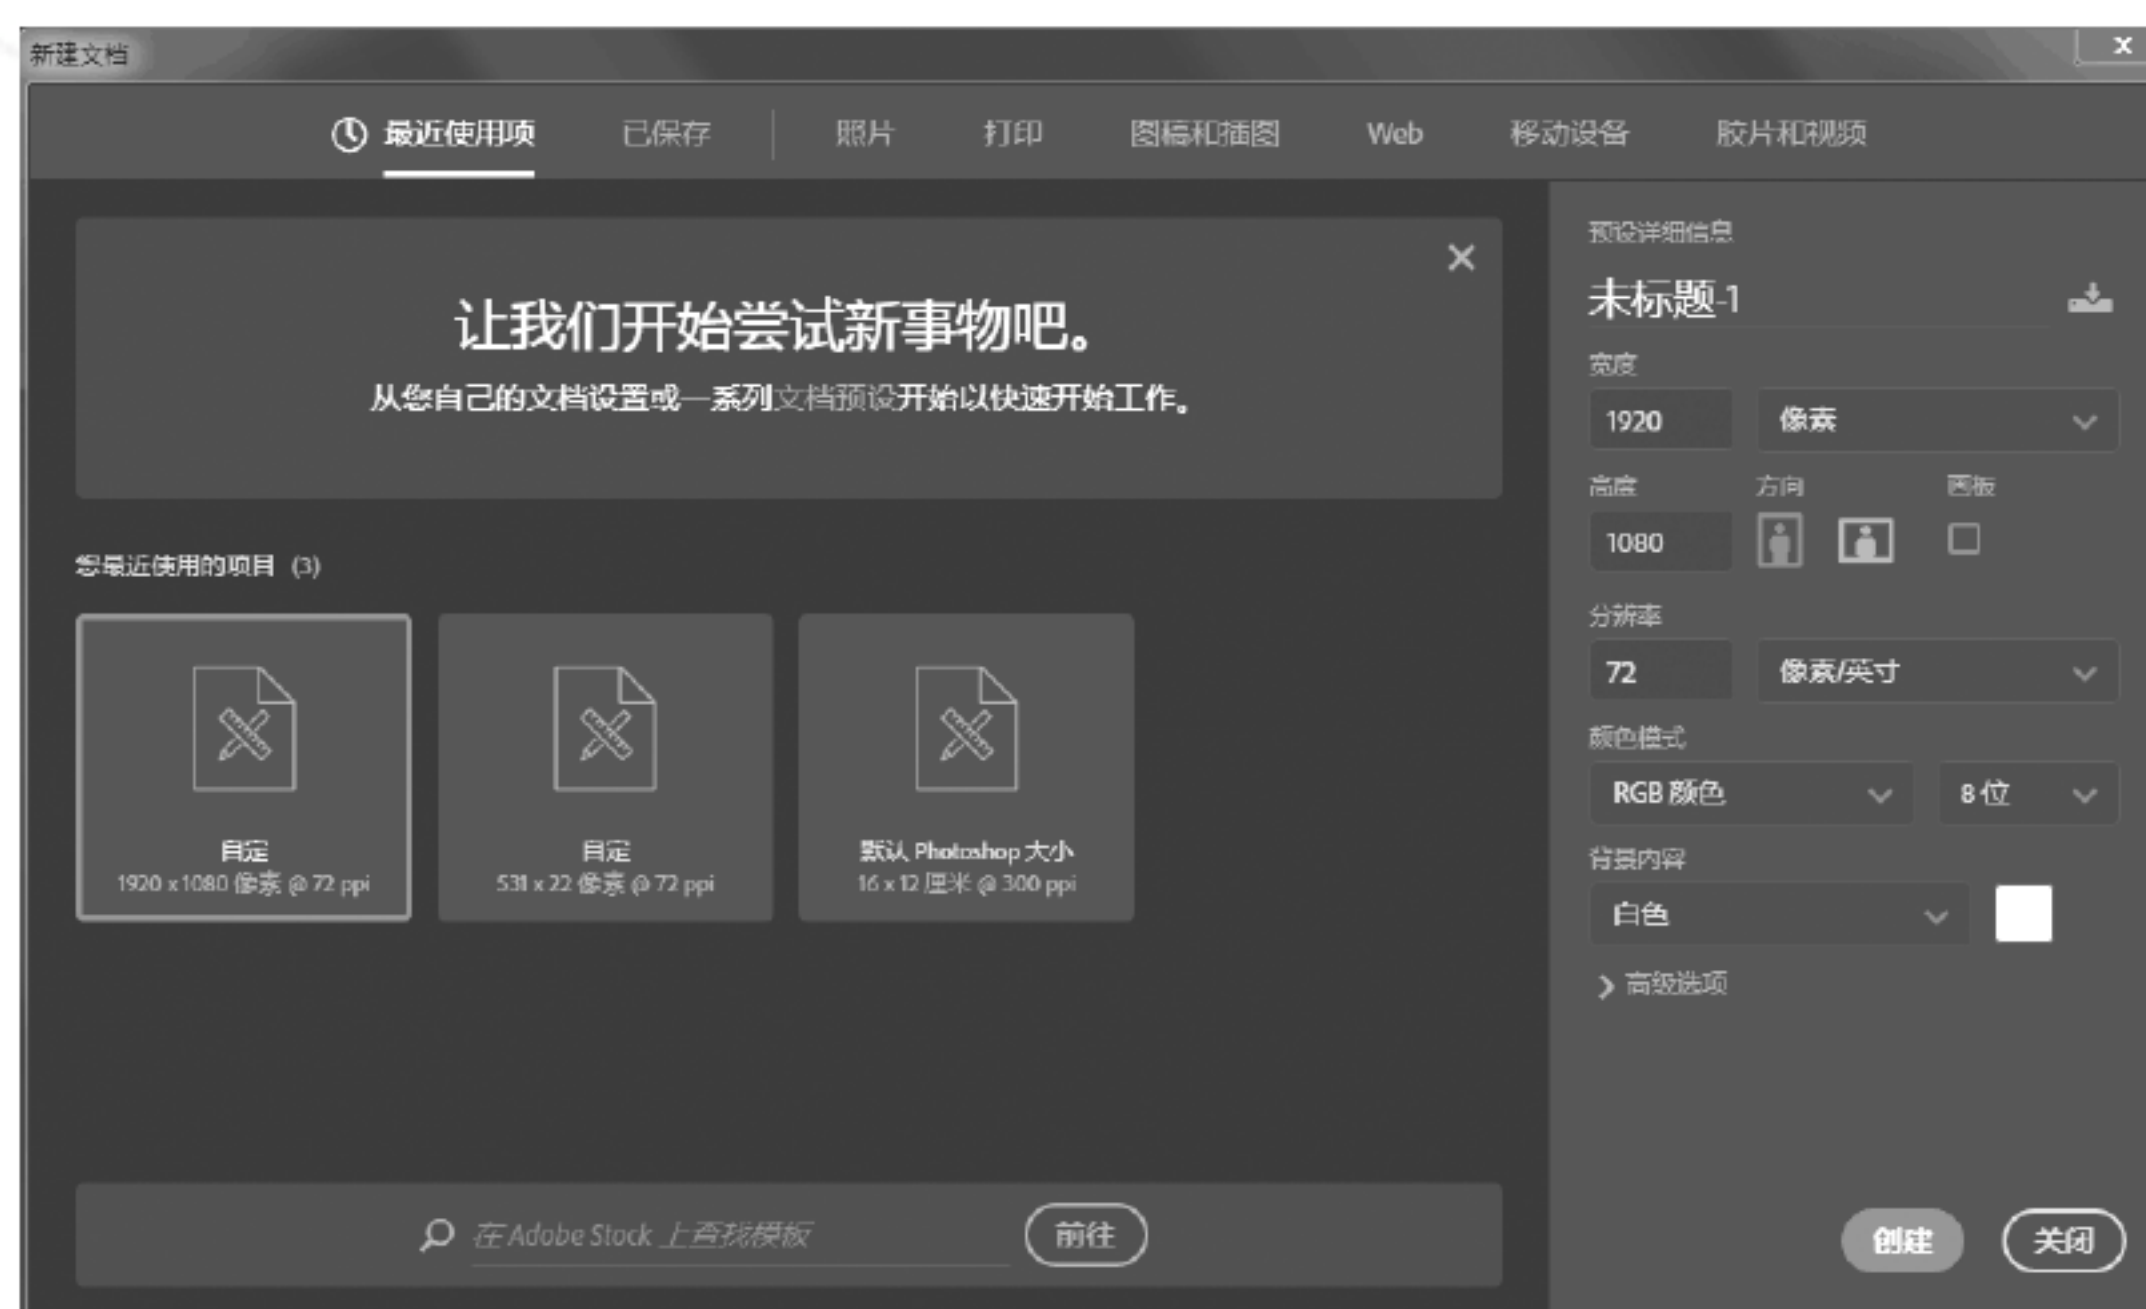 新建文档
最近使用项 已保存 照片 打印 图稿和插图 Web 移动设备 胶片和视频
让我们开始尝试新事物吧。
从您自己的文档设置或一系列文档预设开始以快速开始工作。
您最近使用的项目 (3)
自定
1920 x 1080 像素 @ 72 ppi
自定
531 x 22 像素 @ 72 ppi
默认 Photoshop 大小
16 x 12 厘米 @ 300 ppi
在 Adobe Stock 上查找模板 前往
预设详细信息
未标题-1
宽度
1920 像素
高度 方向 画板
1080
分辨率
72 像素/英寸
颜色模式
RGB 颜色 8 位
背景内容
白色
高级选项
创建 关闭